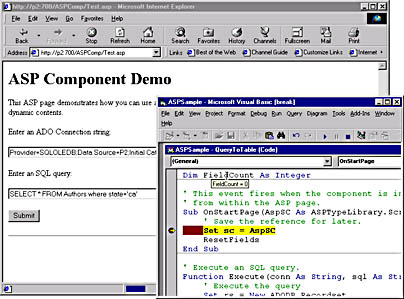 http://p2:700/ASPComp/Test.asp - Microsoft Internet Explorer
File Edit View Go Favorites Help
Back Forward Stop Refresh Home Search Favorites History Channels Fullscreen Mail Print
Address http://p2:700/ASPComp/Test.asp Links Best of the Web Channel Guide Customize Links Internet
ASP Component Demo
This ASP page demonstrates how you can use
dynamic contents.
Enter an ADO Connection string:
Provider=SQLOLEDB;Data Source=P2;Initial Cat
Enter an SQL query:
SELECT * FROM Authors where state='ca'
Submit
ASPSample - Microsoft Visual Basic [break]
File Edit View Project Format Debug Run Query Diagram Tools Add-Ins Window
Help
ASPSample - QueryToTable (Code)
(General) OnStartPage
Dim FieldCount As Integer
FieldCount = 0
' This event fires when the component is in
' from within the ASP page.
Sub OnStartPage(AspSC As ASPTypeLibrary.Scr
' Save the reference for later.
Set sc = AspSC
ResetFields
End Sub
' Execute an SQL query.
Function Execute(conn As String, sql As Str
' Execute the query
Set rs = New ADODB.Recordset